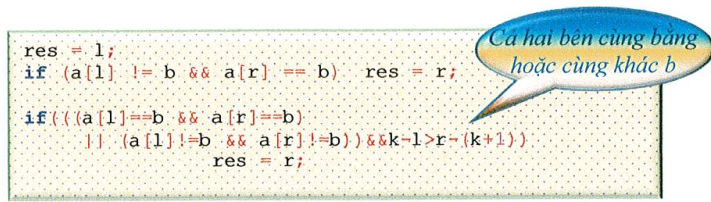 res = l;
if (a[l] != b && a[r] == b)  res = r;
if(((a[l]==b && a[r]==b)
|| (a[l]!=b && a[r]!=b))&&k-l>r-(k+1))
res = r;
Cả hai bên cùng bằng
hoặc cùng khác b